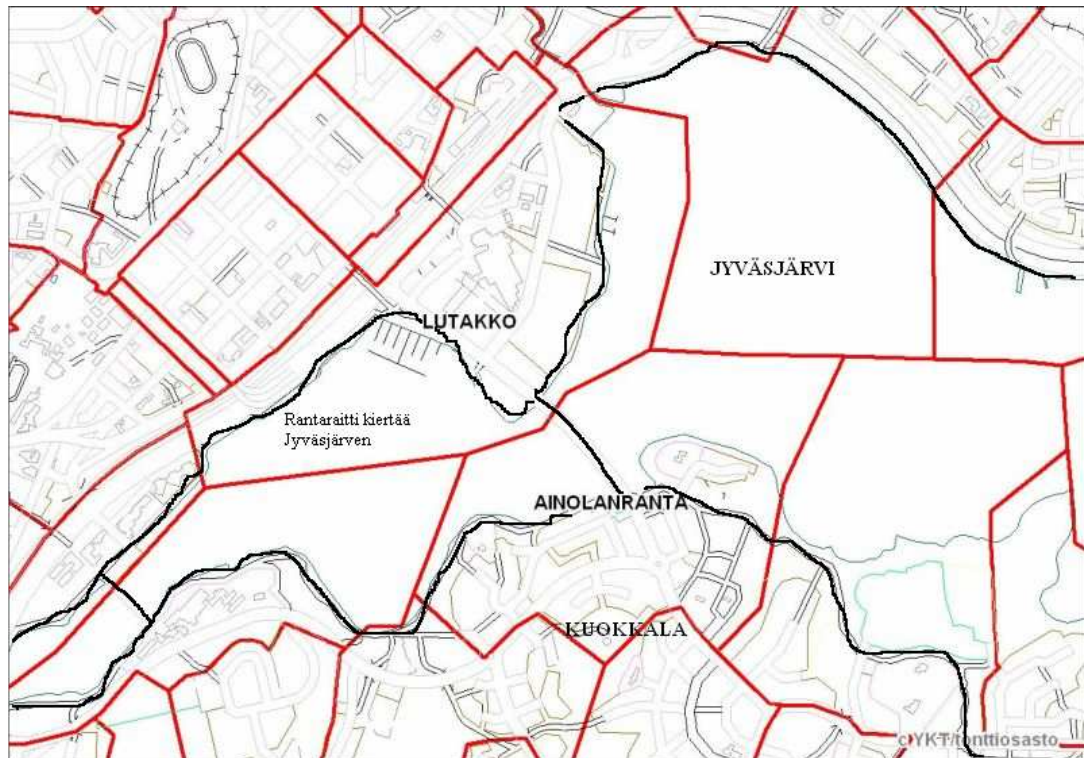 JYVÄSJÄRVI
LUTAKKO
Rantaraitti kiertää
Jyväsjärven
AINOLANRANTA
KUOKKALA
c YKT/tonttiosasto